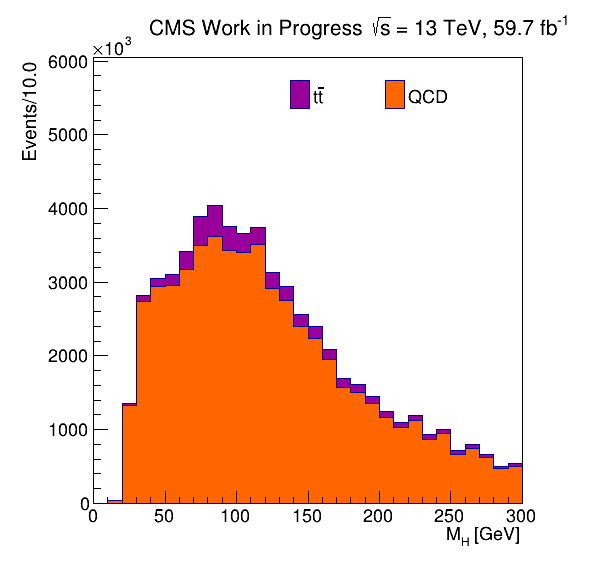 CMS Work in Progress √s = 13 TeV, 59.7 fb⁻¹
×10³
Events/10.0
6000
5000
4000
3000
2000
1000
0
tt̄
QCD
0 50 100 150 200 250 300
M_H [GeV]